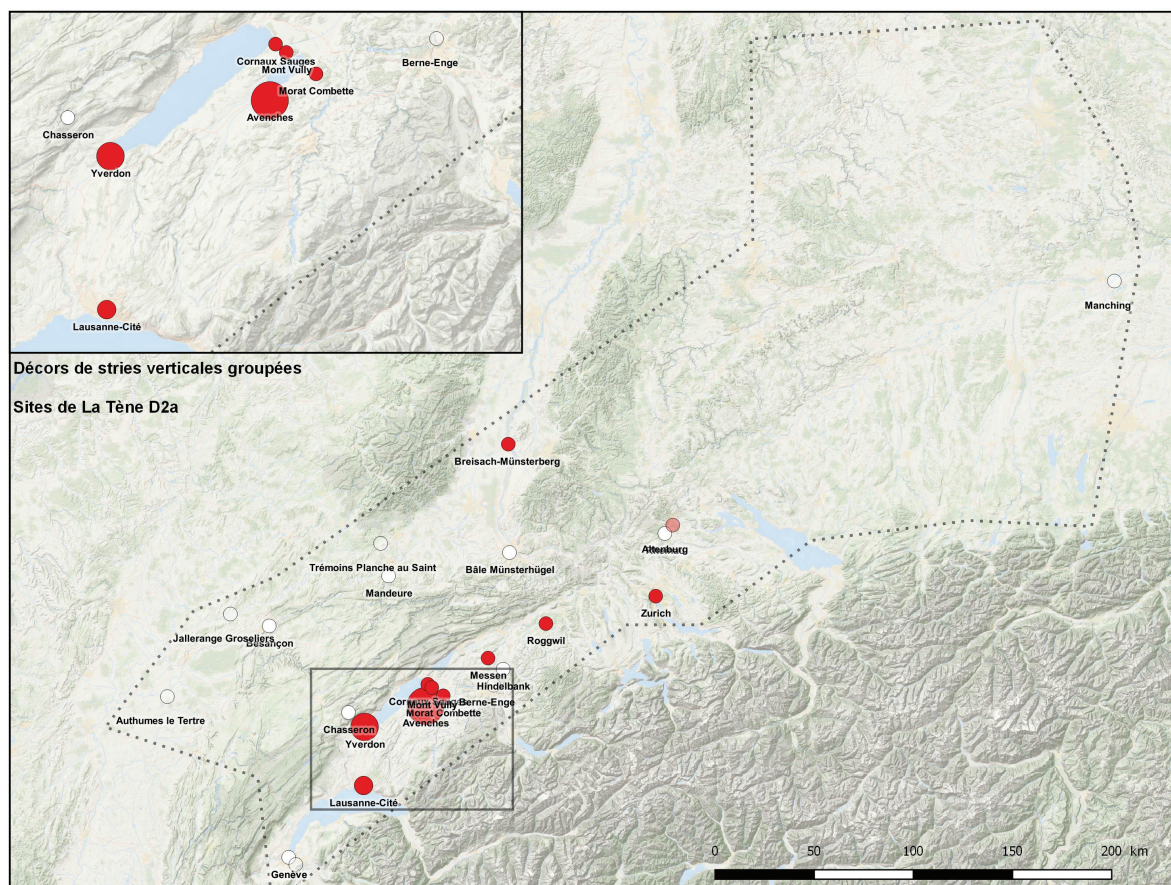 Cornaux Sauges
Mont Vully
Berne-Enge
Morat Combette
Avenches
Chasseron
Yverdon
Lausanne-Cité
Décors de stries verticales groupées
Sites de La Tène D2a
Manching
Breisach-Münsterberg
Altenburg
Trémoins Planche au Saint
Bâle Münsterhügel
Mandeure
Zurich
Jallerange Groseliers
Besançon
Roggwil
Messen
Hindelbank
Cornaux Sauges
Berne-Enge
Mont Vully
Morat Combette
Authumes le Tertre
Avenches
Chasseron
Yverdon
Lausanne-Cité
Genève
0 50 100 150 200 km